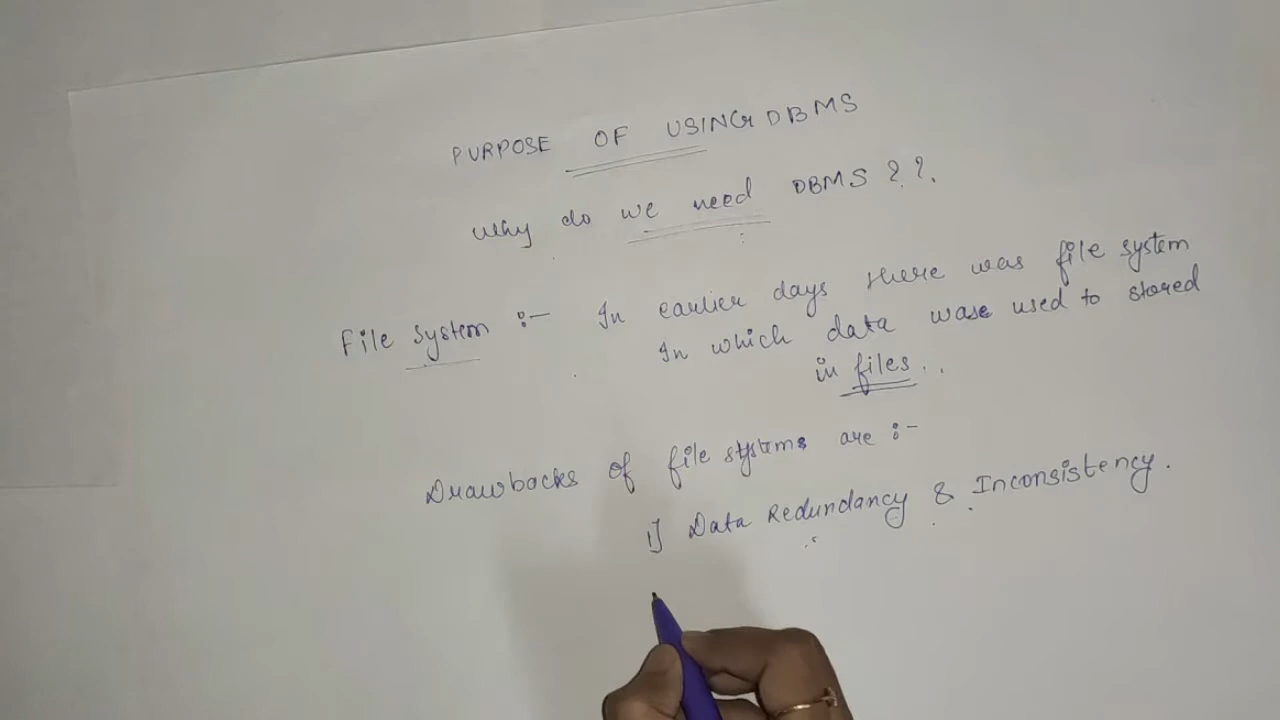 PURPOSE OF USING DBMS
Why do we need DBMS ??.
File System :- In earlier days there was file system
In which data wase used to stored
in files..
Drawbacks of file systems are :-
1] Data Redundancy & Inconsistency.